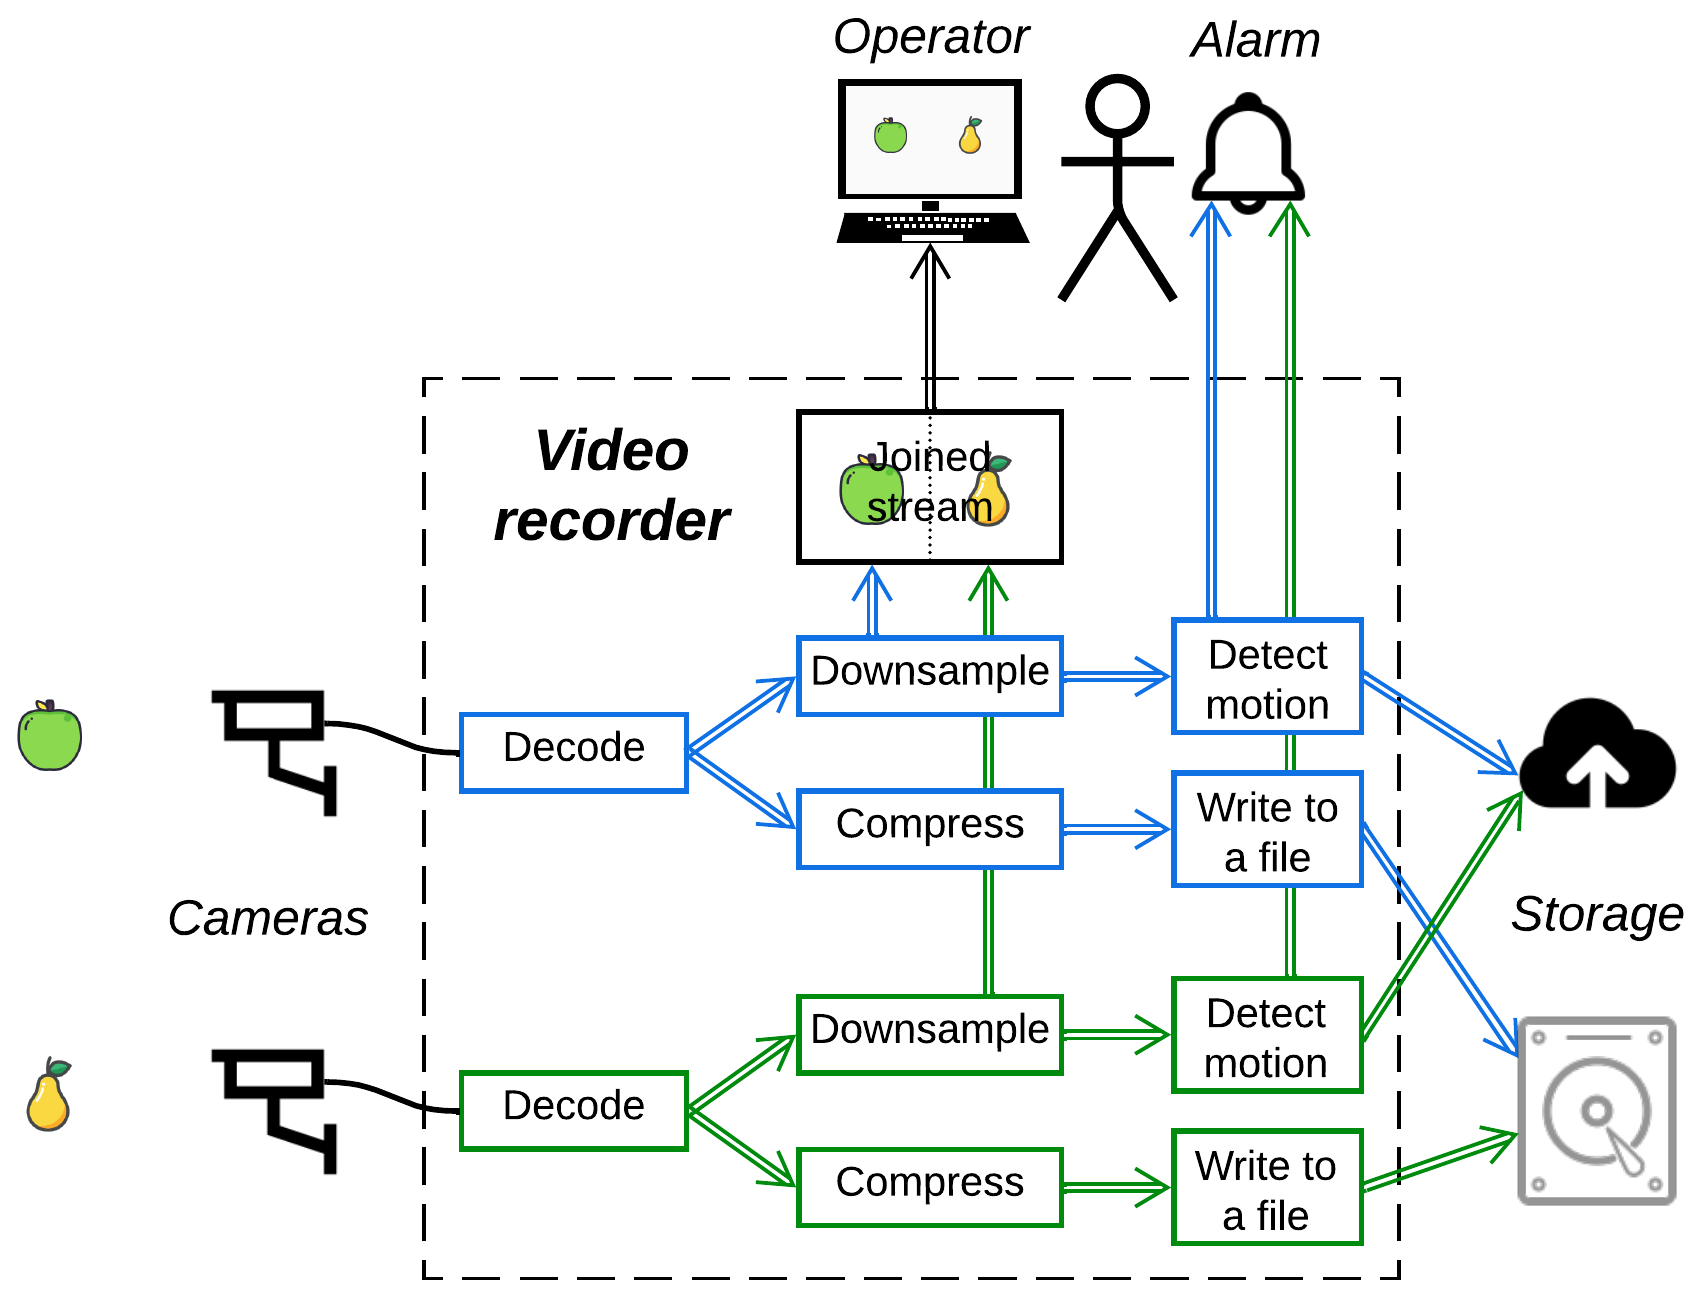 Operator
Alarm
Video
recorder
Joined
stream
Downsample
Detect
motion
Decode
Compress
Write to
a file
Cameras
Storage
Downsample
Detect
motion
Decode
Compress
Write to
a file